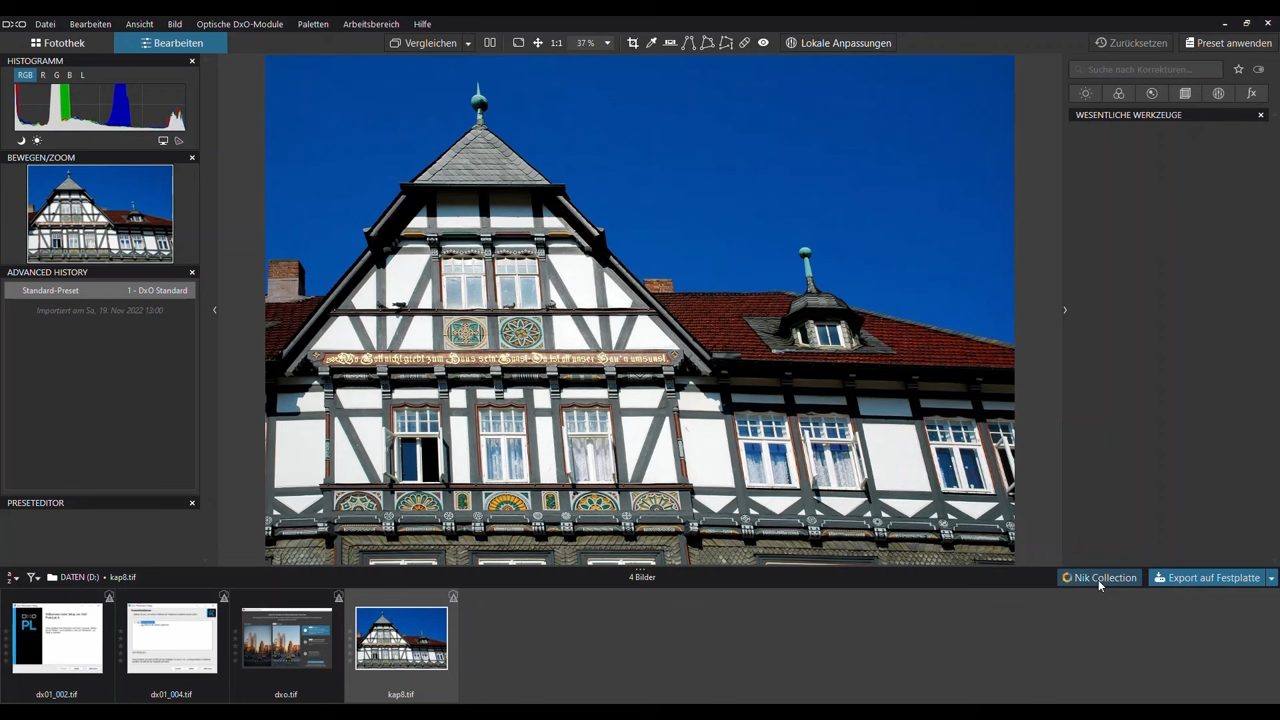 DXO Datei Bearbeiten Ansicht Bild Optische DxO-Module Paletten Arbeitsbereich Hilfe
Fotothek Bearbeiten Vergleichen 1:1 37 % Lokale Anpassungen Zurücksetzen Preset anwenden
HISTOGRAMM
RGB R G B L
Suche nach Korrekturen...
fx
WESENTLICHE WERKZEUGE
BEWEGEN/ZOOM
ADVANCED HISTORY
Standard-Preset 1 - DxO Standard
Importiert am Sa, 19. Nov 2022 13:00
PRESETEDITOR
DATEN (D:) • kap8.tif
4 Bilder
Nik Collection
Export auf Festplatte
PL
dx01_002.tif
dx01_004.tif
dxo.tif
kap8.tif